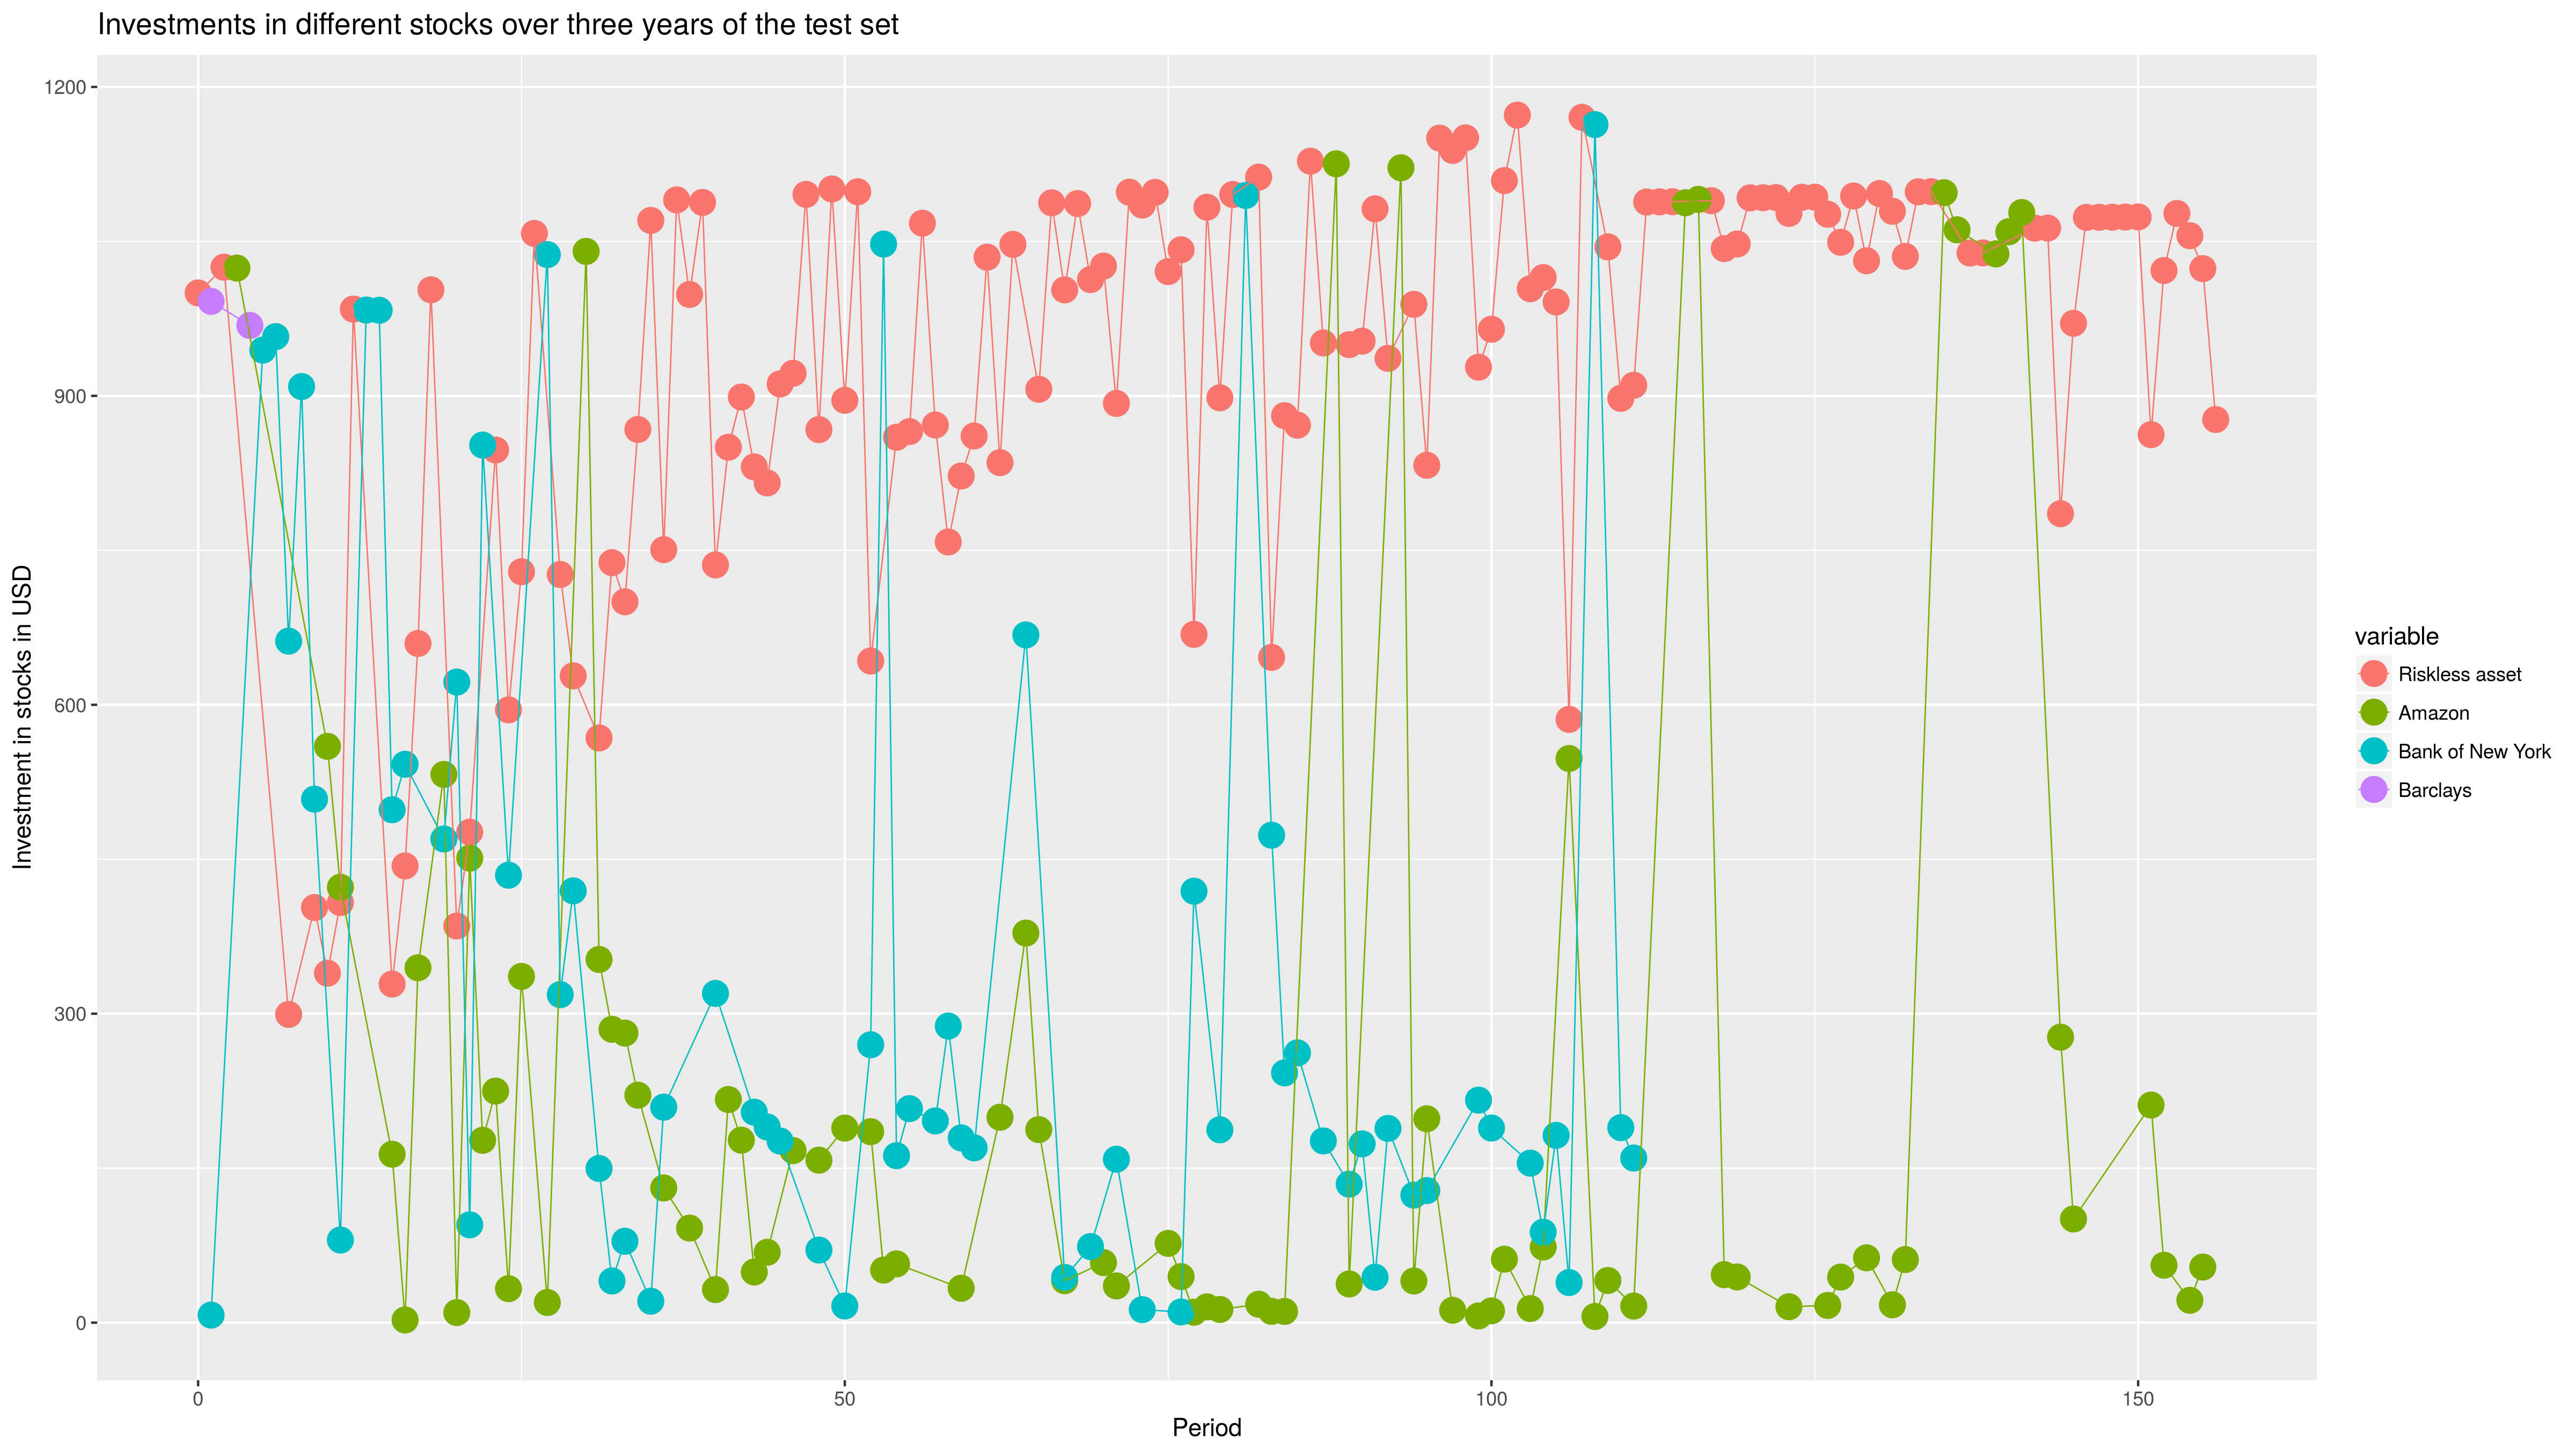 Investments in different stocks over three years of the test set
Investment in stocks in USD
1200
900
600
300
0
0 50 100 150
Period
variable
Riskless asset
Amazon
Bank of New York
Barclays